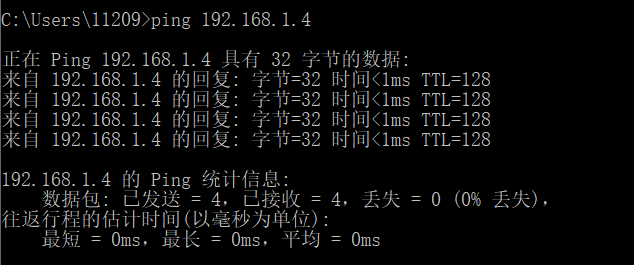 C:\Users\11209>ping 192.168.1.4
正在 Ping 192.168.1.4 具有 32 字节的数据:
来自 192.168.1.4 的回复: 字节=32 时间<1ms TTL=128
来自 192.168.1.4 的回复: 字节=32 时间<1ms TTL=128
来自 192.168.1.4 的回复: 字节=32 时间<1ms TTL=128
来自 192.168.1.4 的回复: 字节=32 时间<1ms TTL=128
192.168.1.4 的 Ping 统计信息:
数据包: 已发送 = 4，已接收 = 4，丢失 = 0 (0% 丢失)，
往返行程的估计时间(以毫秒为单位):
最短 = 0ms，最长 = 0ms，平均 = 0ms